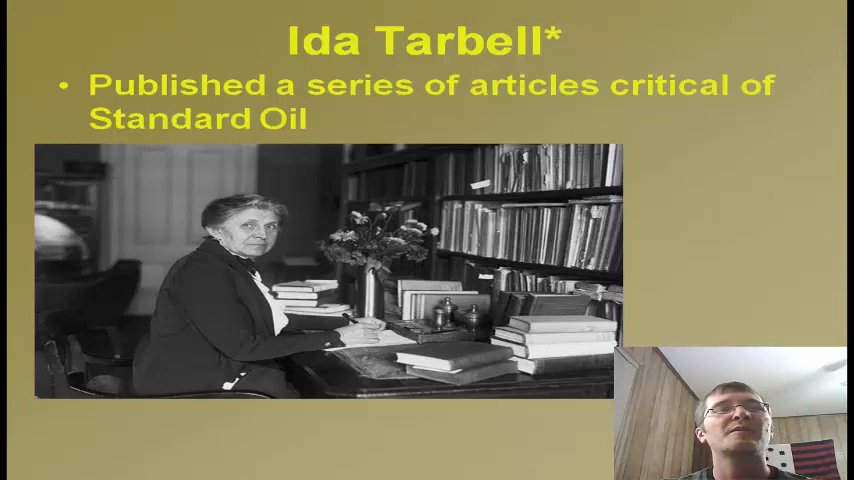 Ida Tarbell*
• Published a series of articles critical of
Standard Oil